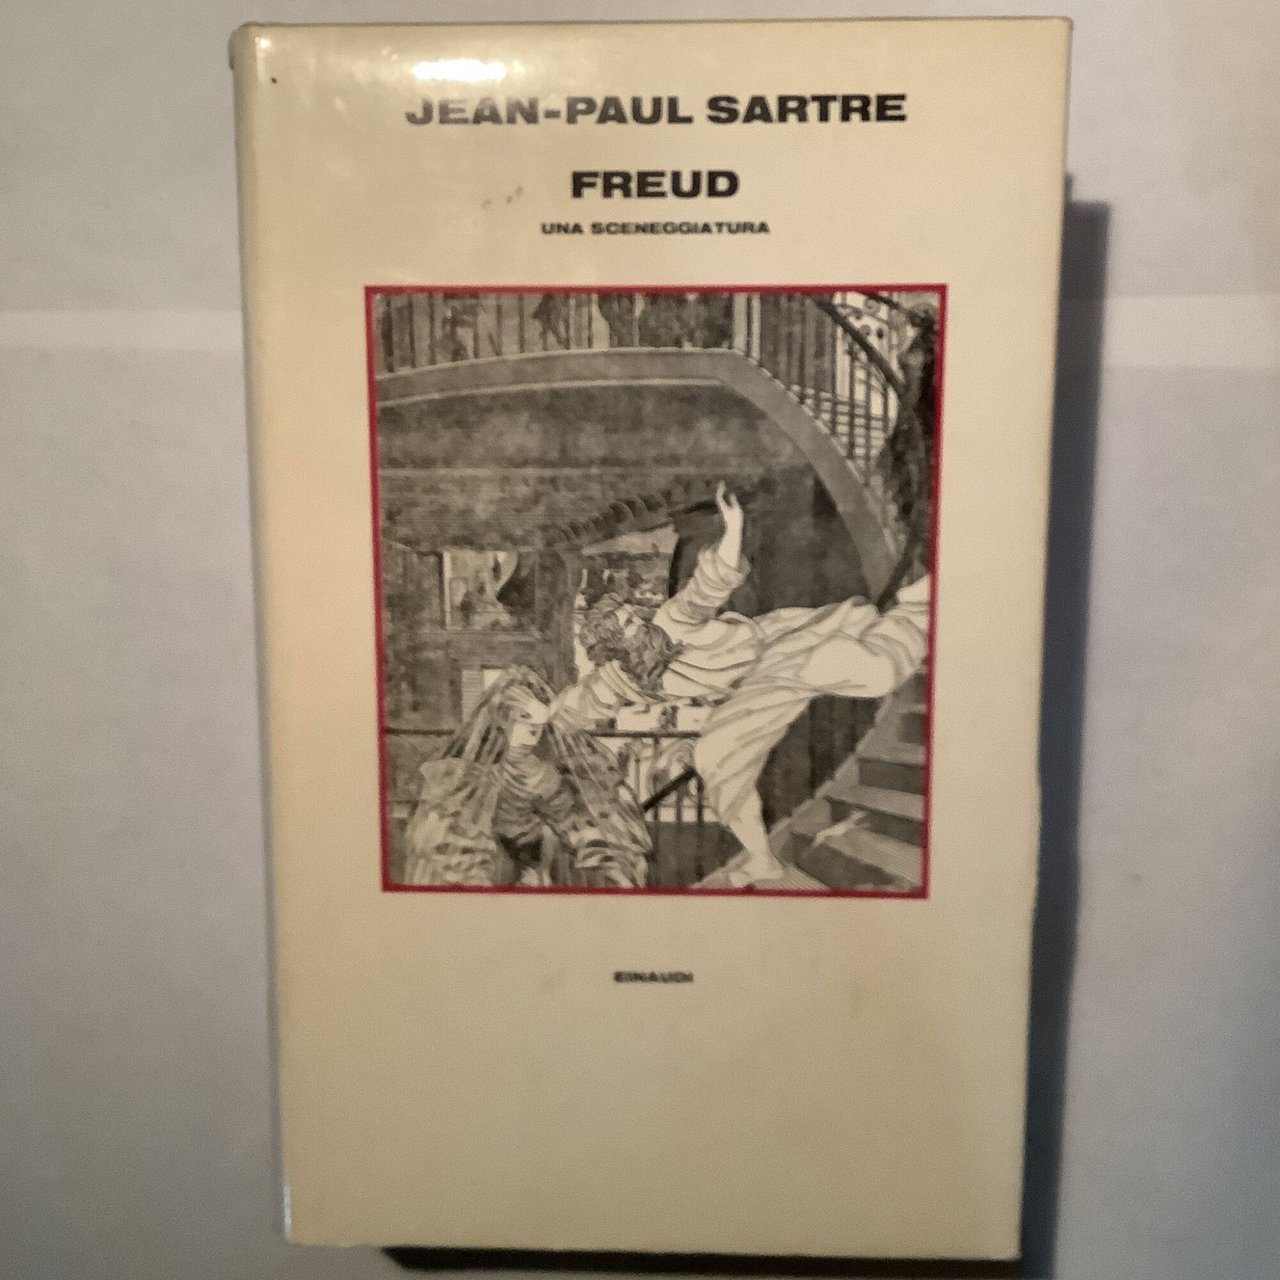 JEAN-PAUL SARTRE
FREUD
UNA SCENEGGIATURA
EINAUDI